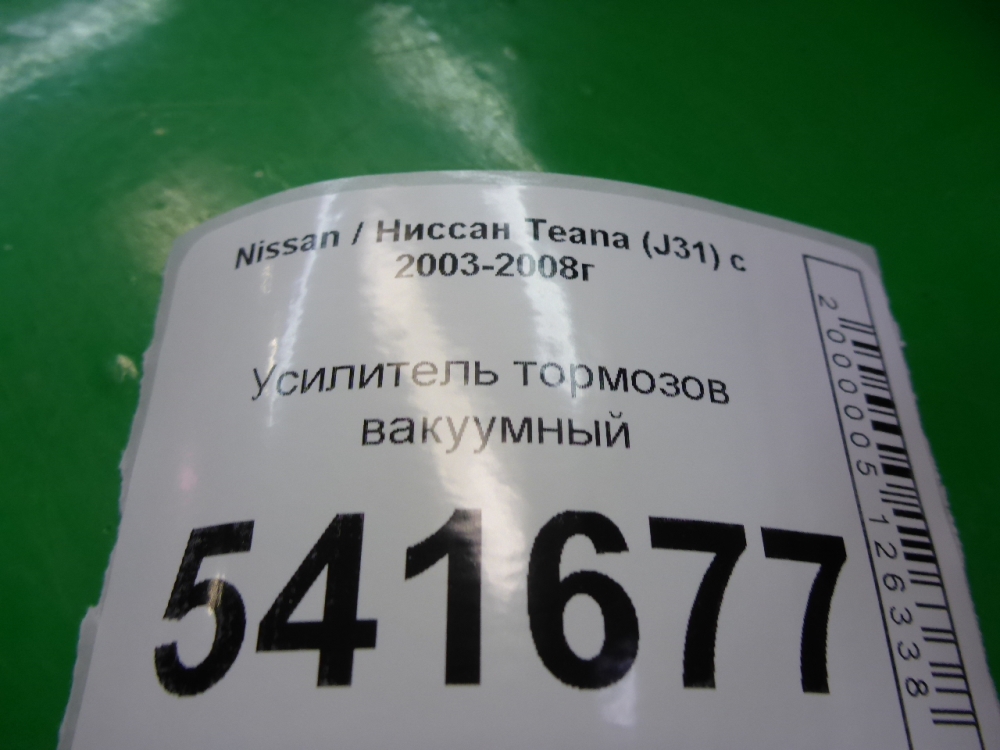 Nissan / Ниссан Teana (J31) с
2003-2008г
Усилитель тормозов
вакуумный
541677
2000005126338